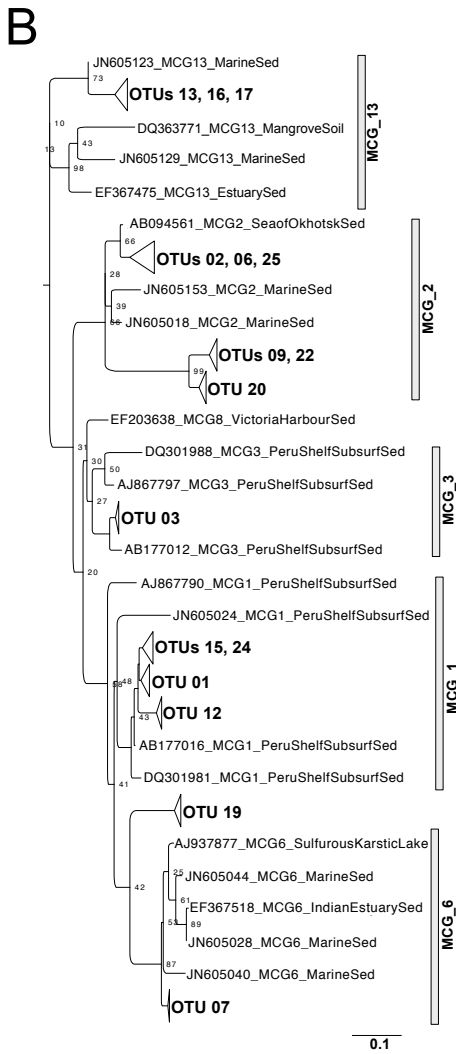 B
JN605123_MCG13_MarineSed
73
OTUs 13, 16, 17
10
DQ363771_MCG13_MangroveSoil
43
13
JN605129_MCG13_MarineSed
98
EF367475_MCG13_EstuarySed
MCG_13
AB094561_MCG2_SeaofOkhotskSed
66
OTUs 02, 06, 25
28
JN605153_MCG2_MarineSed
39
JN605018_MCG2_MarineSed
66
OTUs 09, 22
99
OTU 20
MCG_2
EF203638_MCG8_VictoriaHarbourSed
31
DQ301988_MCG3_PeruShelfSubsurfSed
30
50
AJ867797_MCG3_PeruShelfSubsurfSed
27
OTU 03
AB177012_MCG3_PeruShelfSubsurfSed
MCG_3
20
AJ867790_MCG1_PeruShelfSubsurfSed
JN605024_MCG1_PeruShelfSubsurfSed
OTUs 15, 24
48
OTU 01
43
OTU 12
AB177016_MCG1_PeruShelfSubsurfSed
DQ301981_MCG1_PeruShelfSubsurfSed
41
MCG_1
OTU 19
AJ937877_MCG6_SulfurousKarsticLake
25
JN605044_MCG6_MarineSed
42
61
EF367518_MCG6_IndianEstuarySed
53
89
JN605028_MCG6_MarineSed
87
JN605040_MCG6_MarineSed
OTU 07
MCG_6
0.1